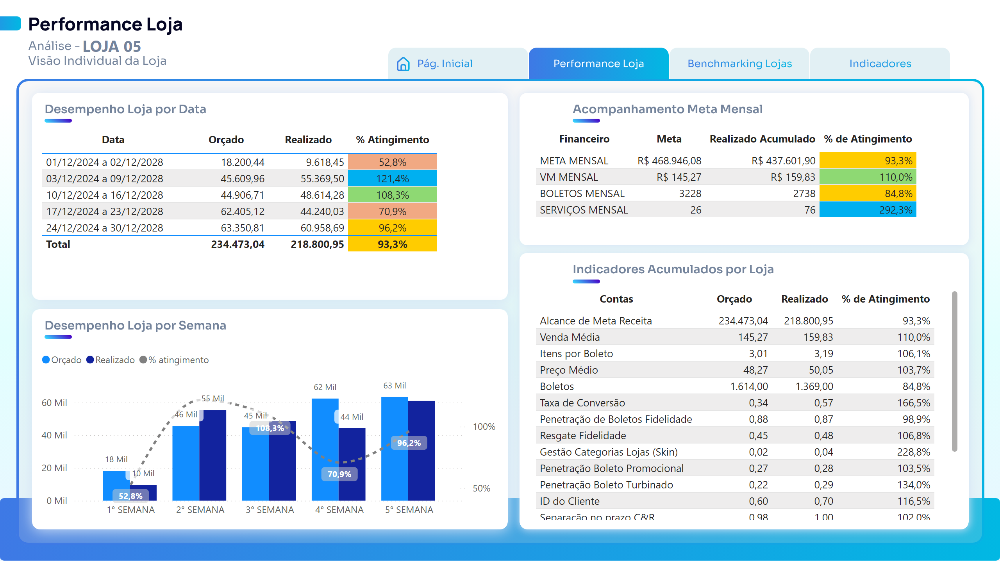 Performance Loja
Análise - LOJA 05
Visão Individual da Loja
Pág. Inicial
Performance Loja
Benchmarking Lojas
Indicadores
Desempenho Loja por Data
Data Orçado Realizado % Atingimento
01/12/2024 a 02/12/2028 18.200,44 9.618,45 52,8%
03/12/2024 a 09/12/2028 45.609,96 55.369,50 121,4%
10/12/2024 a 16/12/2028 44.906,71 48.614,28 108,3%
17/12/2024 a 23/12/2028 62.405,12 44.240,03 70,9%
24/12/2024 a 30/12/2028 63.350,81 60.958,69 96,2%
Total 234.473,04 218.800,95 93,3%
Acompanhamento Meta Mensal
Financeiro Meta Realizado Acumulado % de Atingimento
META MENSAL R$ 468.946,08 R$ 437.601,90 93,3%
VM MENSAL R$ 145,27 R$ 159,83 110,0%
BOLETOS MENSAL 3228 2738 84,8%
SERVIÇOS MENSAL 26 76 292,3%
Desempenho Loja por Semana
Orçado Realizado % atingimento
62 Mil 63 Mil
55 Mil
60 Mil
46 Mil 45 Mil 44 Mil
108,3% 100%
40 Mil
96,2%
18 Mil
20 Mil
10 Mil 70,9%
50%
52,8%
0 Mil
1° SEMANA 2° SEMANA 3° SEMANA 4° SEMANA 5° SEMANA
Indicadores Acumulados por Loja
Contas Orçado Realizado % de Atingimento
Alcance de Meta Receita 234.473,04 218.800,95 93,3%
Venda Média 145,27 159,83 110,0%
Itens por Boleto 3,01 3,19 106,1%
Preço Médio 48,27 50,05 103,7%
Boletos 1.614,00 1.369,00 84,8%
Taxa de Conversão 0,34 0,57 166,5%
Penetração de Boletos Fidelidade 0,88 0,87 98,9%
Resgate Fidelidade 0,45 0,48 106,8%
Gestão Categorias Lojas (Skin) 0,02 0,04 228,8%
Penetração Boleto Promocional 0,27 0,28 103,5%
Penetração Boleto Turbinado 0,22 0,29 134,0%
ID do Cliente 0,60 0,70 116,5%
Separação no prazo C&R 0,98 1,00 102,0%